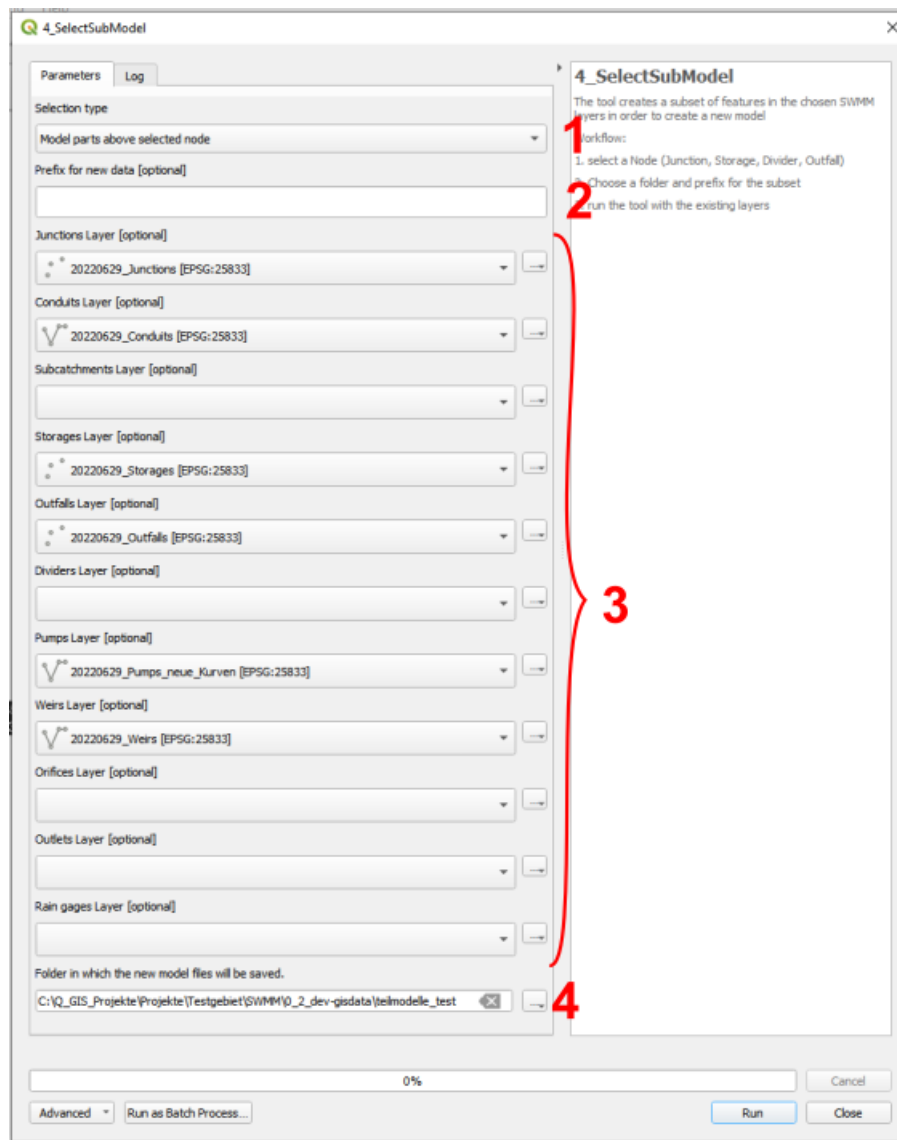 4_SelectSubModel
Parameters
Log
Selection type
Model parts above selected node
1
Prefix for new data [optional]
2
Junctions Layer [optional]
20220629_Junctions [EPSG:25833]
Conduits Layer [optional]
20220629_Conduits [EPSG:25833]
Subcatchments Layer [optional]
Storages Layer [optional]
20220629_Storages [EPSG:25833]
Outfalls Layer [optional]
20220629_Outfalls [EPSG:25833]
Dividers Layer [optional]
3
Pumps Layer [optional]
20220629_Pumps_neue_Kurven [EPSG:25833]
Weirs Layer [optional]
20220629_Weirs [EPSG:25833]
Orifices Layer [optional]
Outlets Layer [optional]
Rain gages Layer [optional]
Folder in which the new model files will be saved.
C:\Q_GIS_Projekte\Projekte\Testgebiet\SWMM\0_2_dev-gisdata\teilmodelle_test
4
4_SelectSubModel
The tool creates a subset of features in the chosen SWMM
layers in order to create a new model
Workflow:
1. select a Node (Junction, Storage, Divider, Outfall)
Choose a folder and prefix for the subset
run the tool with the existing layers
0%
Cancel
Advanced
Run as Batch Process...
Run
Close